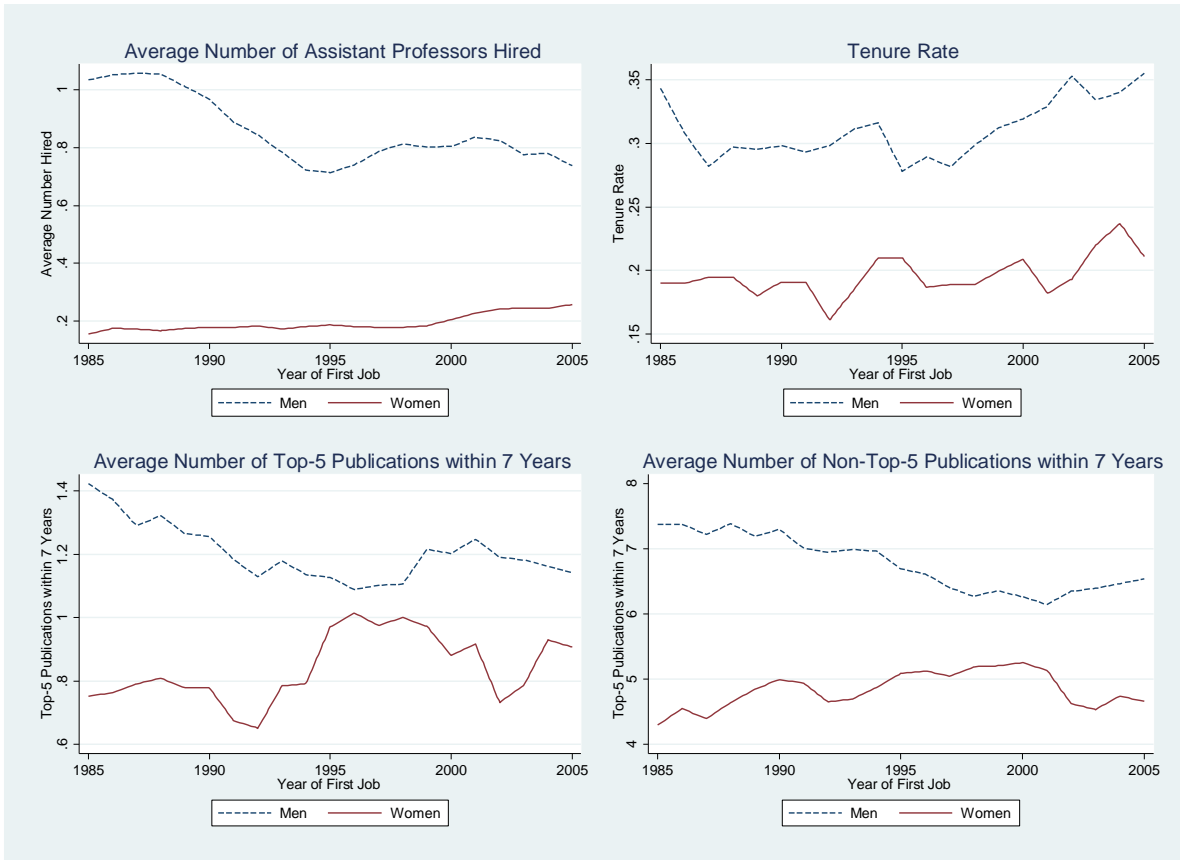 Average Number of Assistant Professors Hired
Average Number Hired
1
.8
.6
.4
.2
1985 1990 1995 2000 2005
Year of First Job
Men Women
Tenure Rate
Tenure Rate
.35
.3
.25
.2
.15
1985 1990 1995 2000 2005
Year of First Job
Men Women
Average Number of Top-5 Publications within 7 Years
Top-5 Publications within 7 Years
1.4
1.2
1
.8
.6
1985 1990 1995 2000 2005
Year of First Job
Men Women
Average Number of Non-Top-5 Publications within 7 Years
Top-5 Publications within 7 Years
8
7
6
5
4
1985 1990 1995 2000 2005
Year of First Job
Men Women